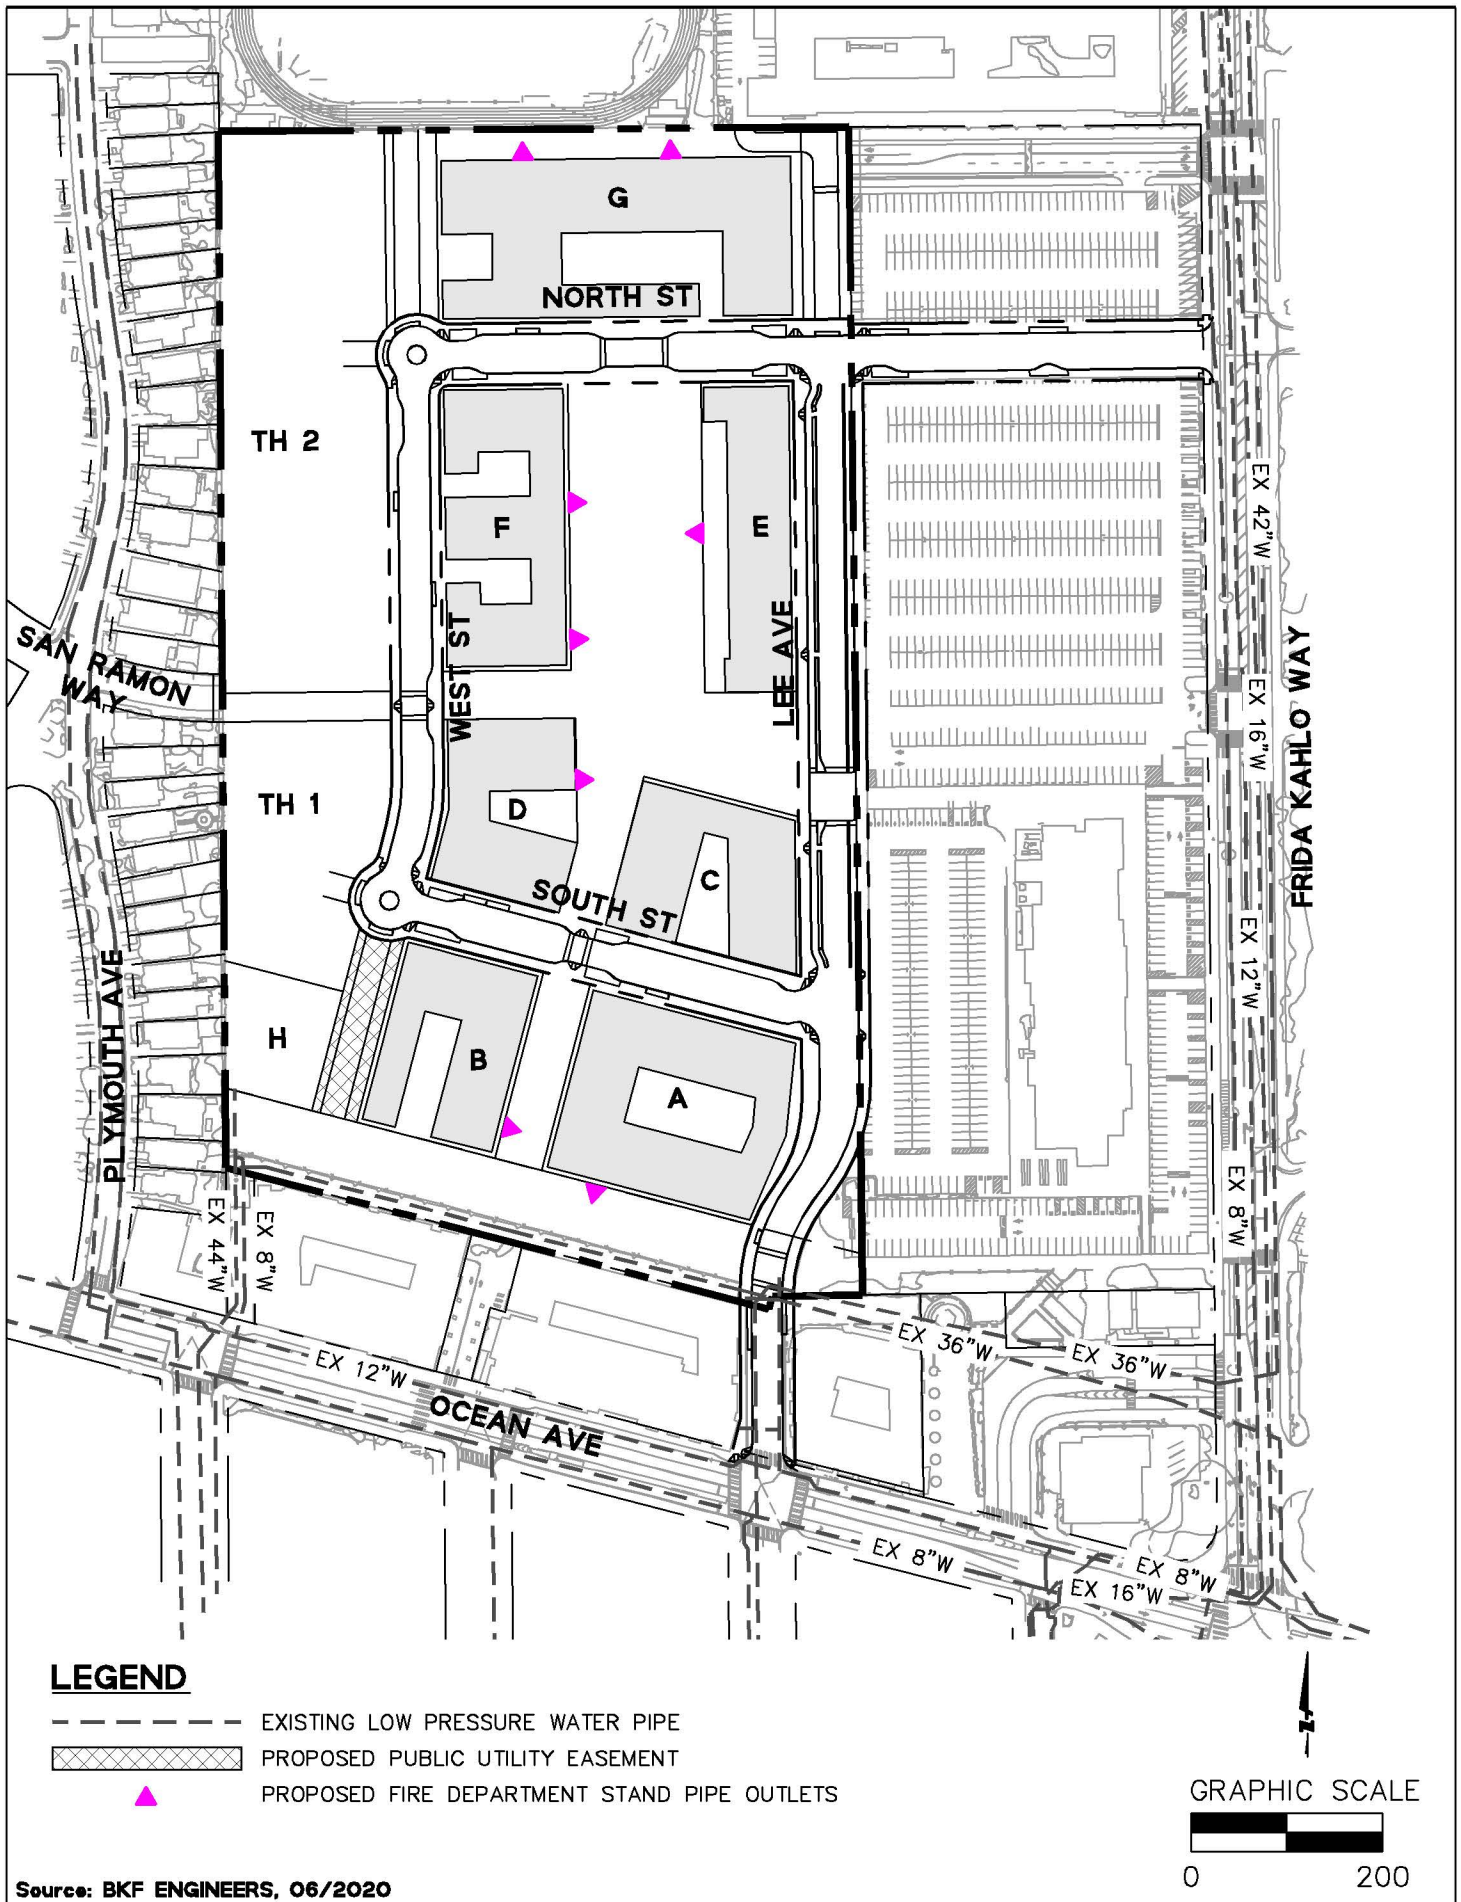 G
NORTH ST
TH 2
F
E
EX 42"W
SAN RAMON
WAY
WEST ST
LEE AVE
EX 16"W
FRIDA KAHLO WAY
TH 1
D
C
SOUTH ST
EX 12"W
PLYMOUTH AVE
H
B
A
EX 8"W
EX 44"W
EX 8"W
EX 36"W
EX 36"W
EX 12"W
OCEAN AVE
EX 8"W
EX 8"W
EX 16"W
LEGEND
EXISTING LOW PRESSURE WATER PIPE
PROPOSED PUBLIC UTILITY EASEMENT
PROPOSED FIRE DEPARTMENT STAND PIPE OUTLETS
GRAPHIC SCALE
0 200
Source: BKF ENGINEERS, 06/2020